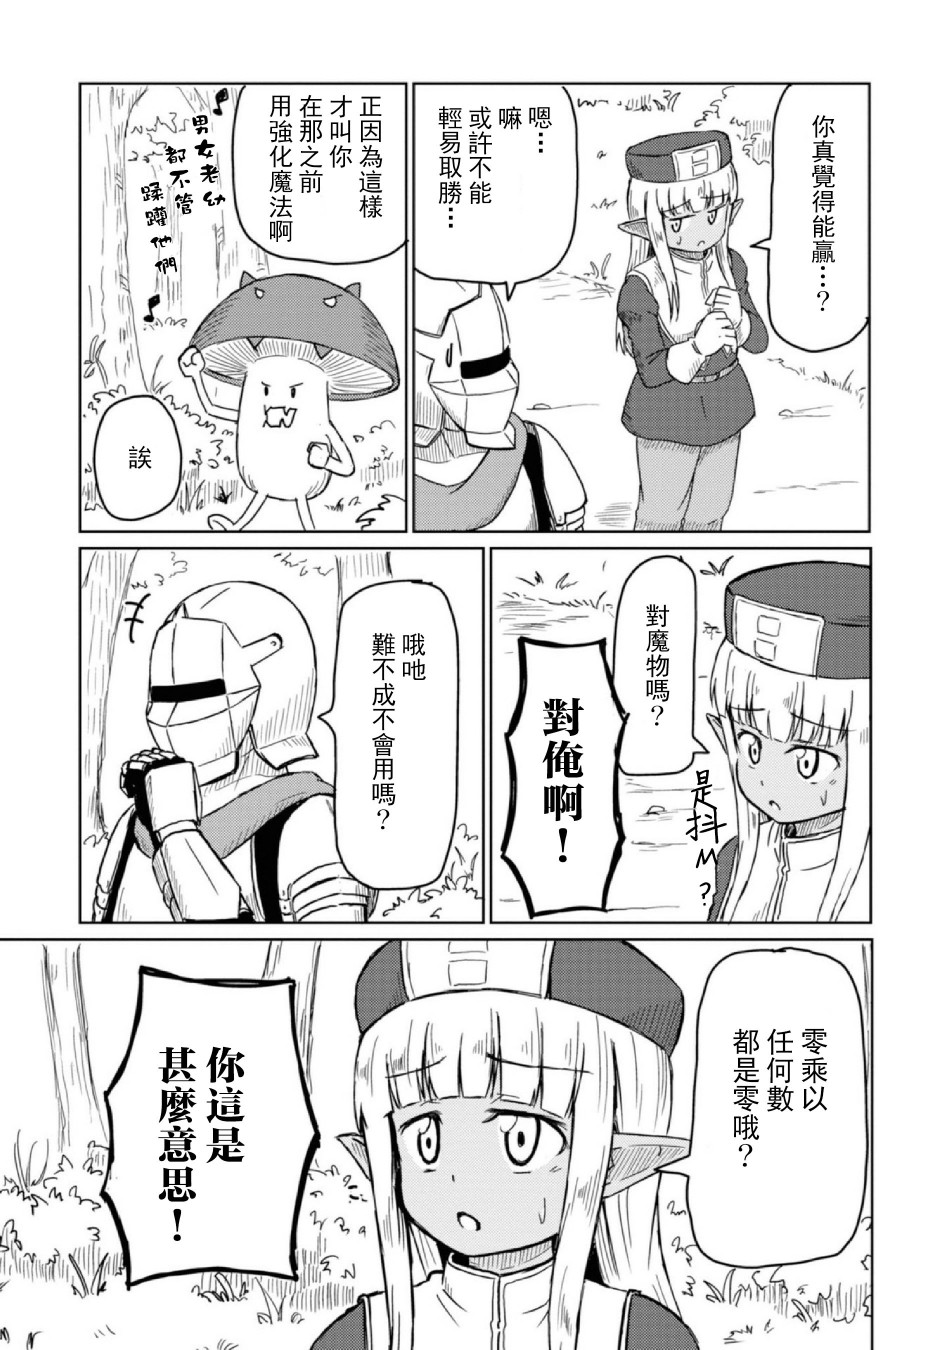 你真覺得能贏…?
嗯…
嘛
或許不能
輕易取勝…
正因為這樣
才叫你
在那之前
用強化魔法啊
♪男女老幼
都不管
蹂躪他們♪
誒
對魔物嗎?
對俺啊!
是抖M?
哦吔
難不成不會用嗎?
零乘以
任何數
都是零哦?
你這是
甚麼意思!